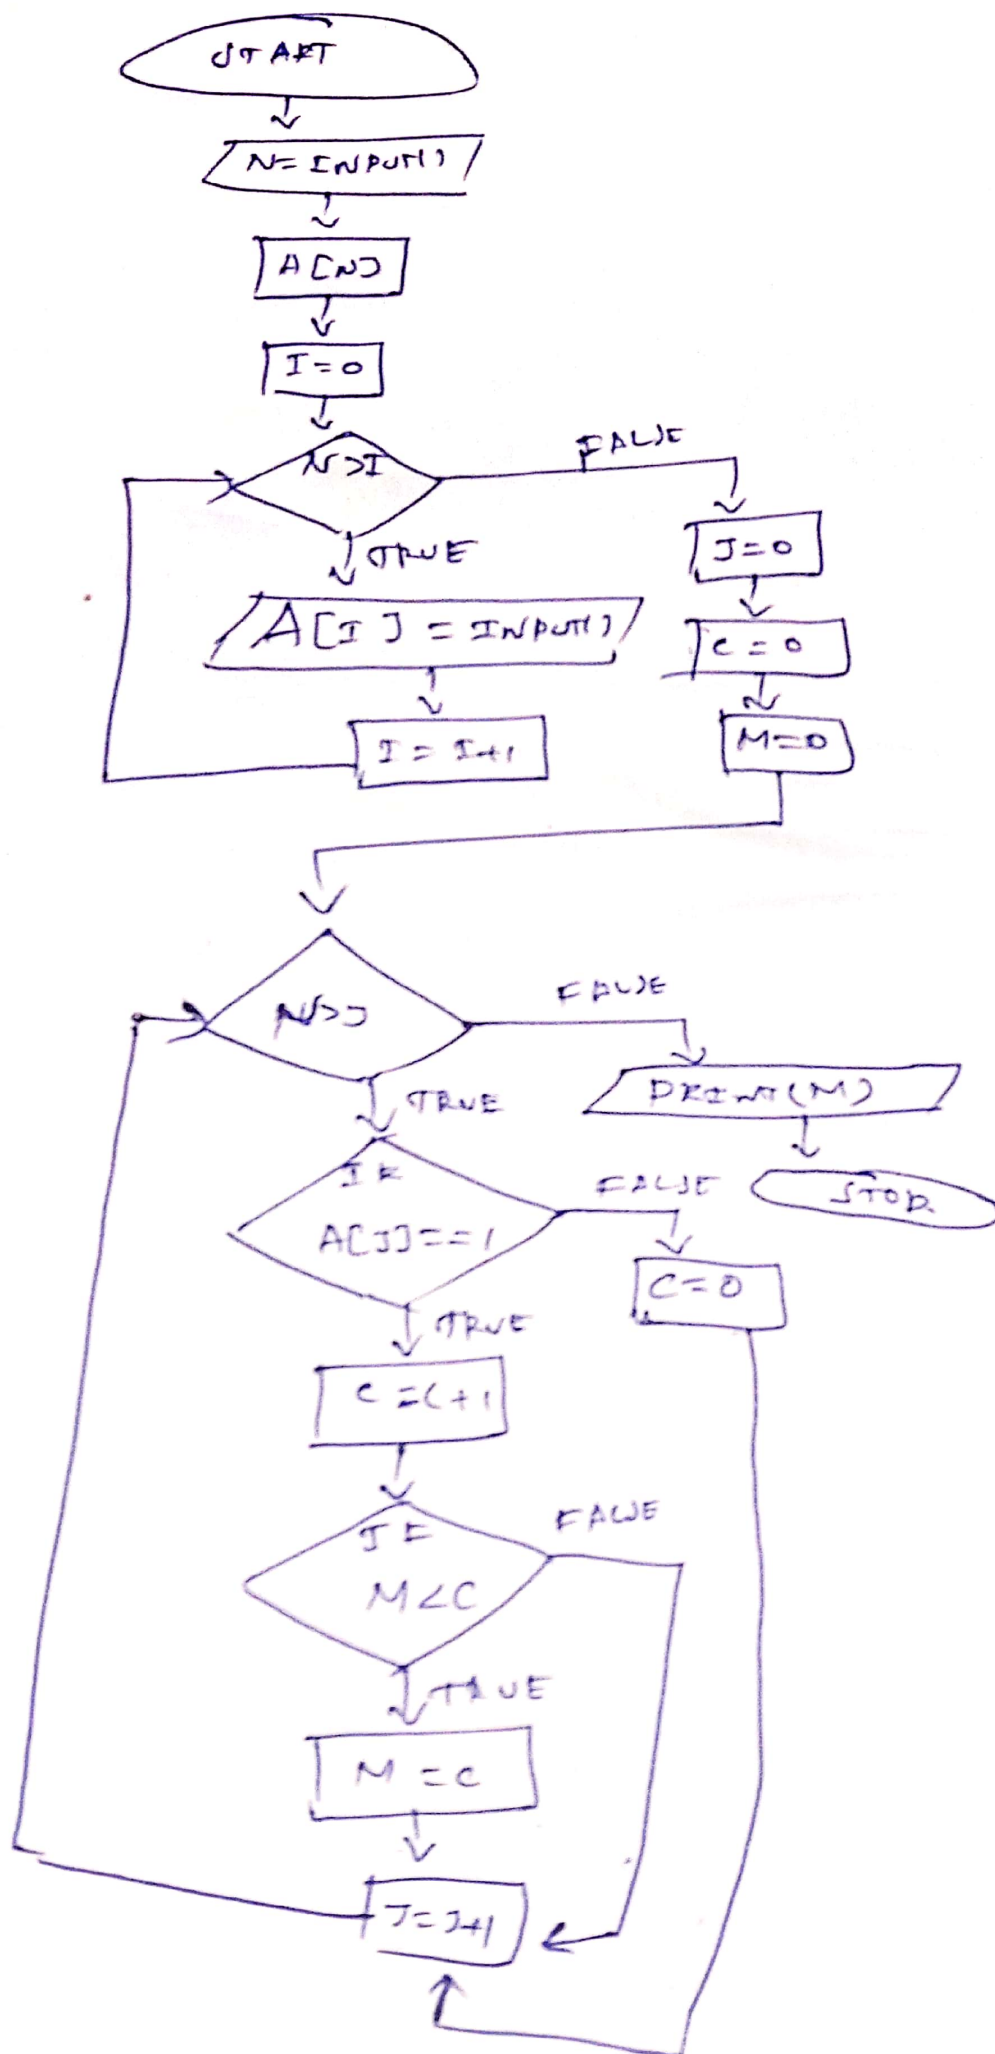 START
N=INPUT()
A[N]
I=0
N>I
FALSE
TRUE
J=0
A[I] = INPUT()
C=0
I = I+1
M=0
N>J
FALSE
TRUE
PRINT(M)
STOP
IF
A[J]==1
FALSE
C=0
TRUE
C=C+1
IF
M<C
FALSE
TRUE
M=C
J=J+1